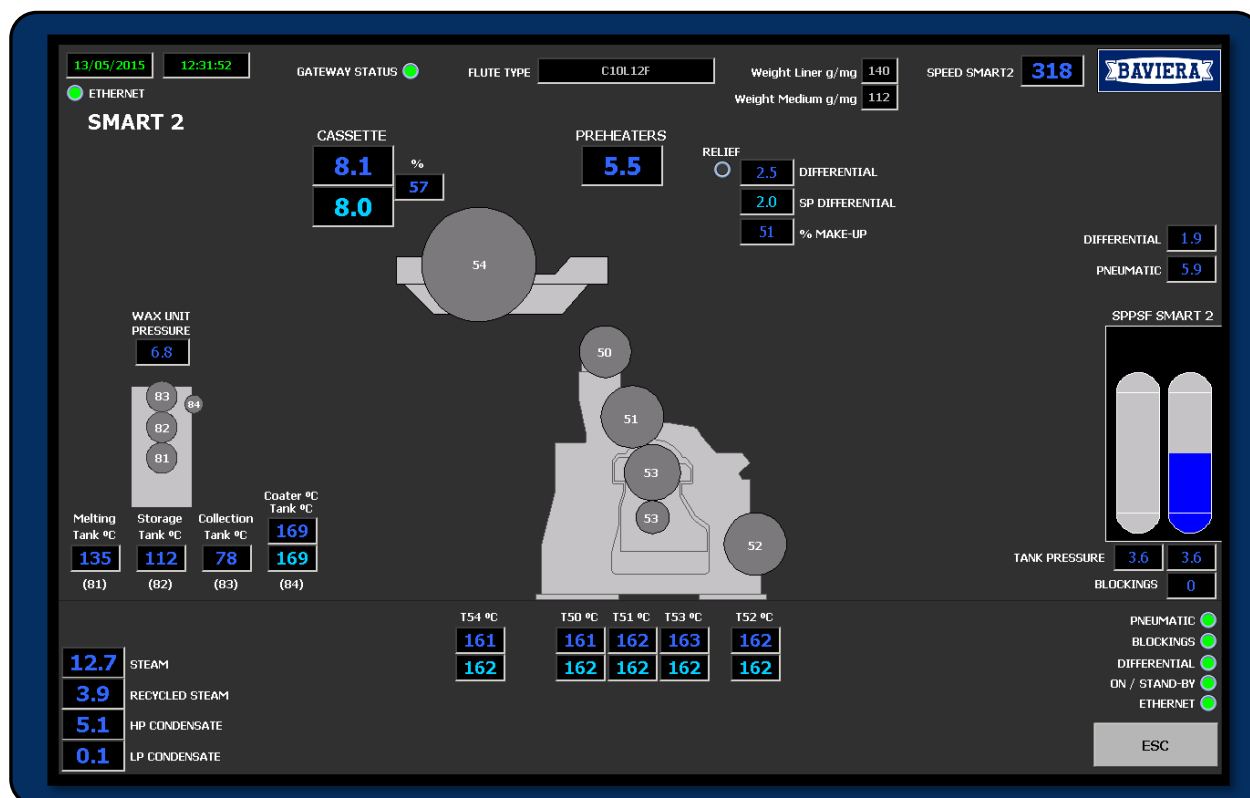 13/05/2015 12:31:52
GATEWAY STATUS
FLUTE TYPE C10L12F
Weight Liner g/mg 140
Weight Medium g/mg 112
SPEED SMART2 318
BAVIERA
ETHERNET
SMART 2
CASSETTE
8.1
8.0
%
57
PREHEATERS
5.5
RELIEF
2.5 DIFFERENTIAL
2.0 SP DIFFERENTIAL
51 % MAKE-UP
DIFFERENTIAL 1.9
PNEUMATIC 5.9
54
WAX UNIT
PRESSURE
6.8
83
84
82
81
50
51
53
53
52
SPPSF SMART 2
Melting
Tank ºC
135
(81)
Storage
Tank ºC
112
(82)
Collection
Tank ºC
78
(83)
Coater ºC
Tank ºC
169
169
(84)
TANK PRESSURE 3.6 3.6
BLOCKINGS 0
T54 ºC T50 ºC T51 ºC T53 ºC T52 ºC
161 161 162 163 162
162 162 162 162 162
12.7 STEAM
3.9 RECYCLED STEAM
5.1 HP CONDENSATE
0.1 LP CONDENSATE
PNEUMATIC
BLOCKINGS
DIFFERENTIAL
ON / STAND-BY
ETHERNET
ESC